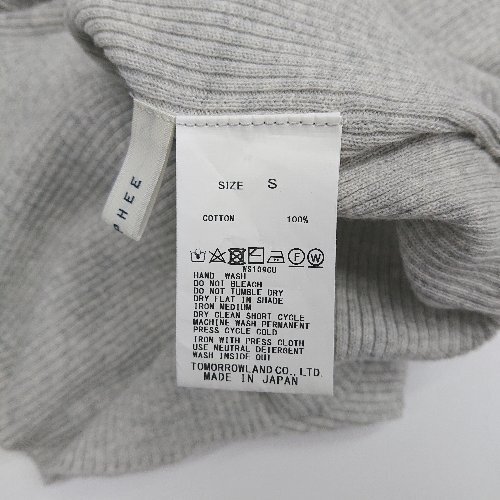 PHEE
SIZE S
COTTON 100%
F W
WS109GU
HAND WASH
DO NOT BLEACH
DO NOT TUMBLE DRY
DRY FLAT IN SHADE
IRON MEDIUM
DRY CLEAN SHORT CYCLE
MACHINE WASH PERMANENT
PRESS CYCLE COLD
IRON WITH PRESS CLOTH
USE NEUTRAL DETERGENT
WASH INSIDE OUT
TOMORROWLAND CO., LTD.
MADE IN JAPAN